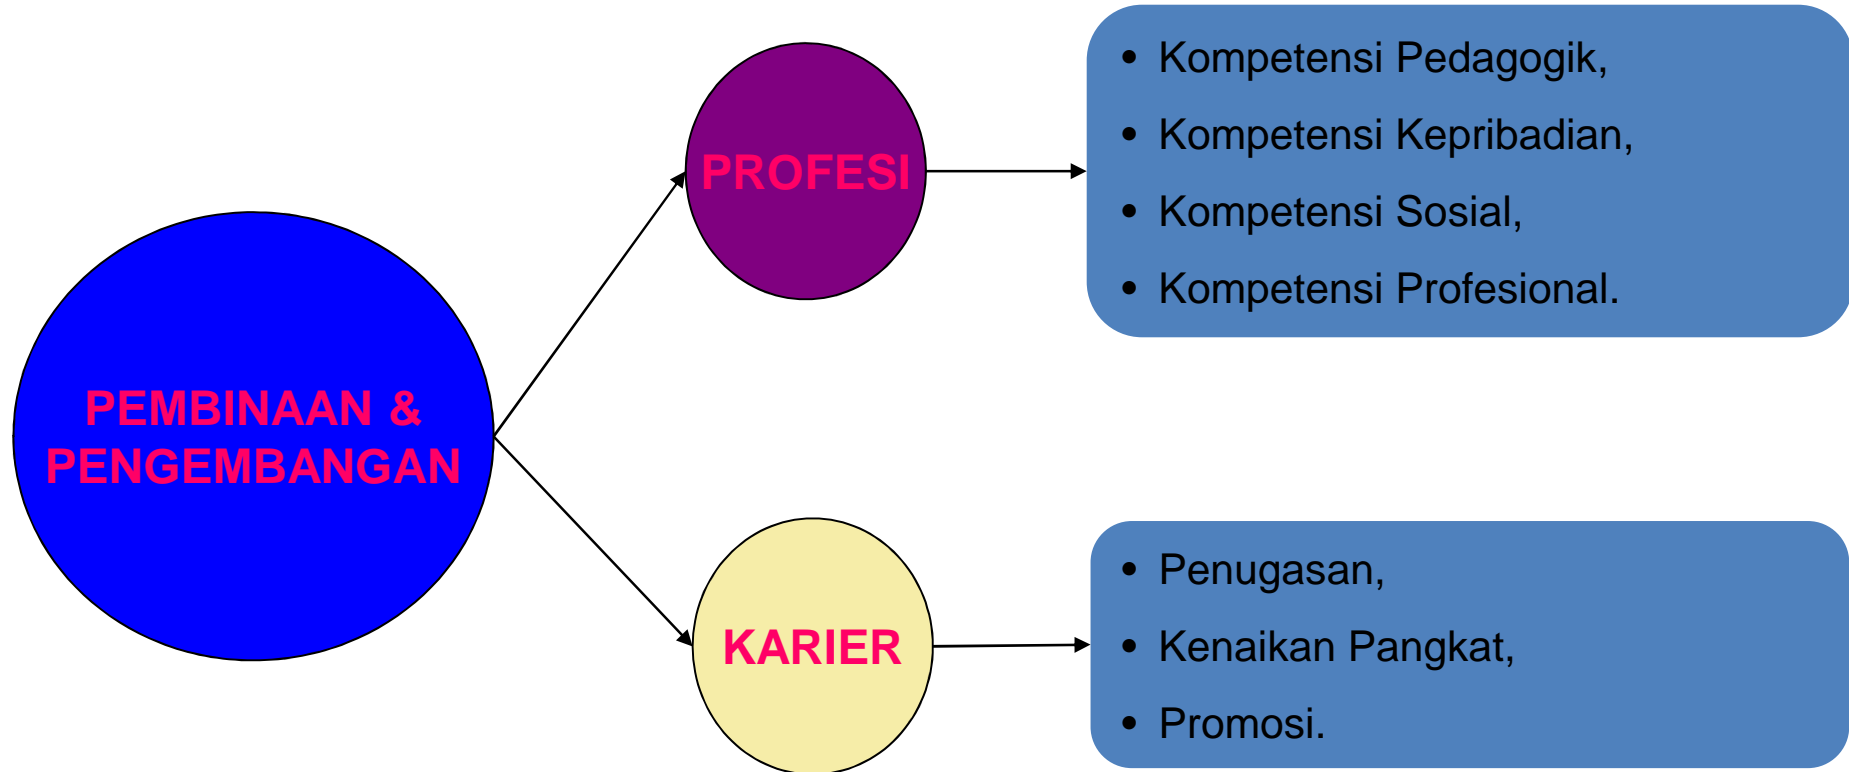 PEMBINAAN &
PENGEMBANGAN
PROFESI
• Kompetensi Pedagogik,
• Kompetensi Kepribadian,
• Kompetensi Sosial,
• Kompetensi Profesional.
KARIER
• Penugasan,
• Kenaikan Pangkat,
• Promosi.